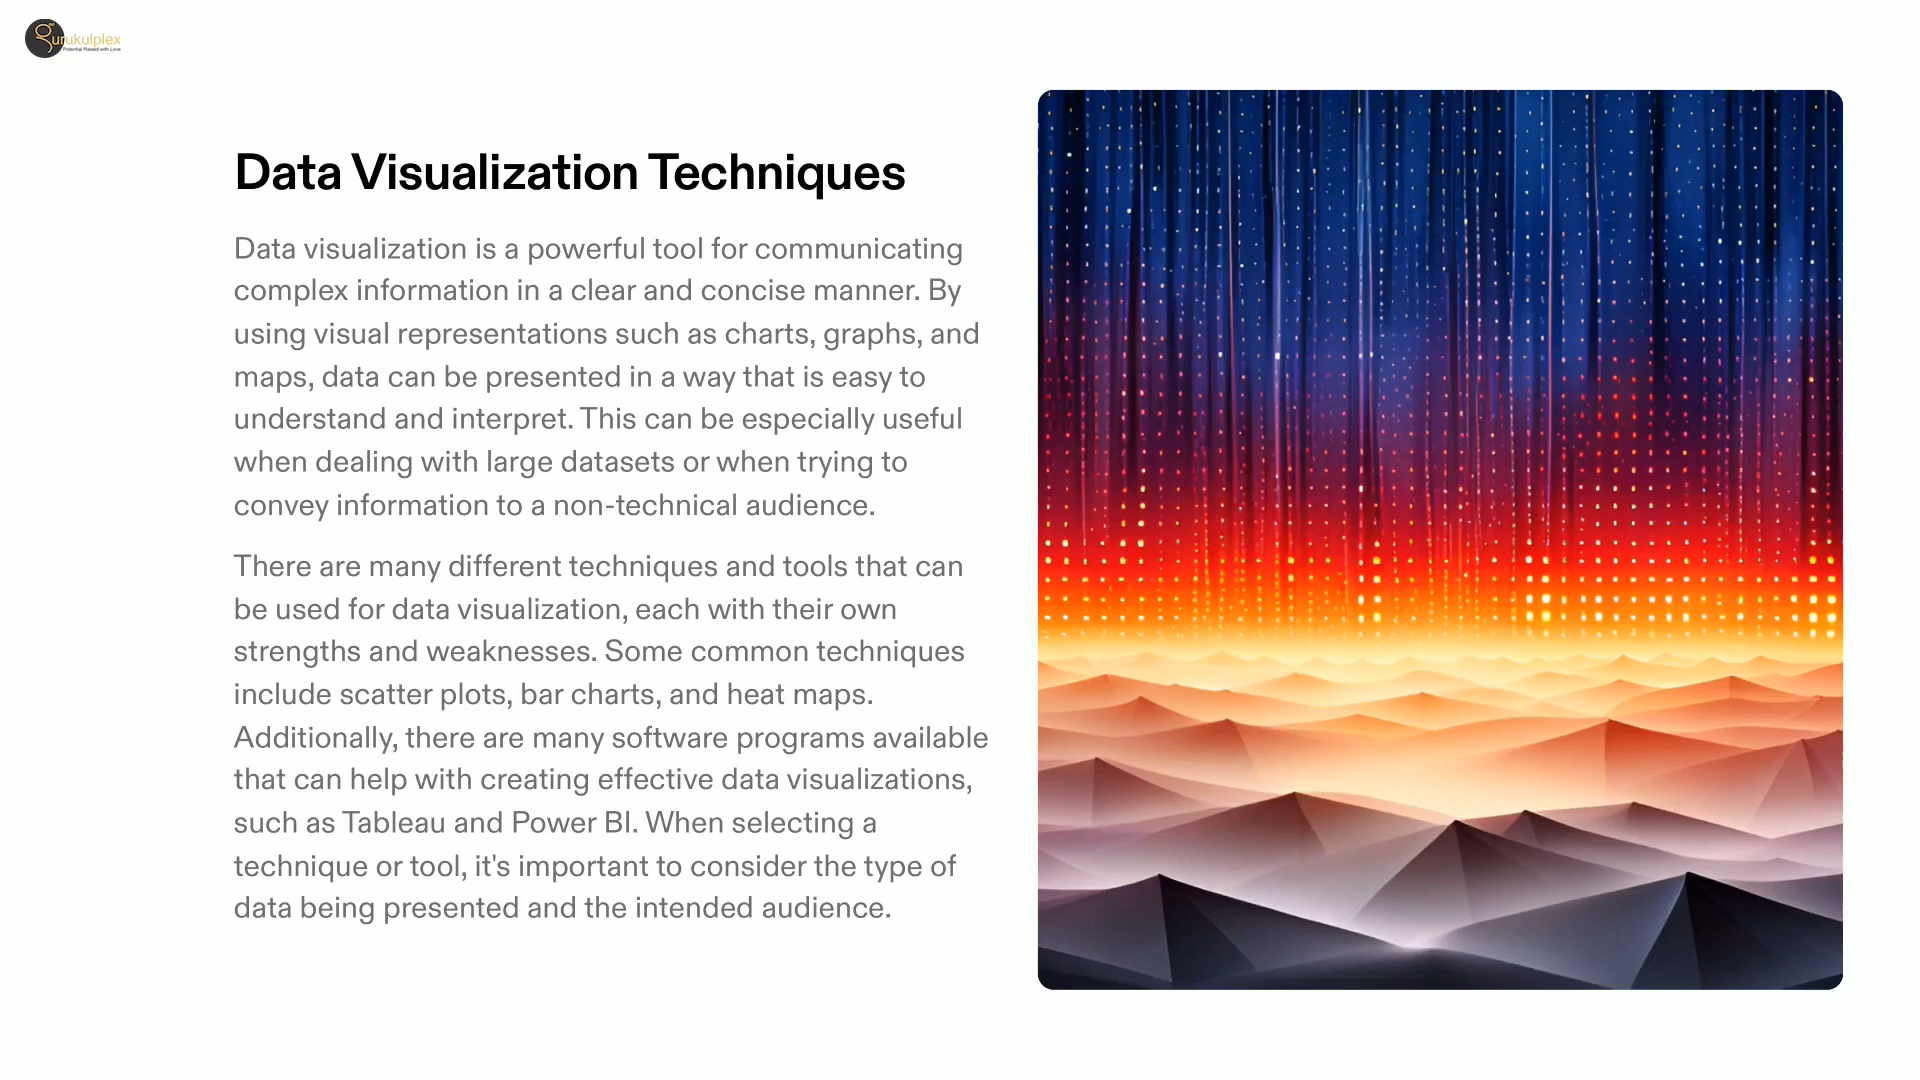 gurukulplex
Potential Raised with Love
Data Visualization Techniques
Data visualization is a powerful tool for communicating
complex information in a clear and concise manner. By
using visual representations such as charts, graphs, and
maps, data can be presented in a way that is easy to
understand and interpret. This can be especially useful
when dealing with large datasets or when trying to
convey information to a non-technical audience.
There are many different techniques and tools that can
be used for data visualization, each with their own
strengths and weaknesses. Some common techniques
include scatter plots, bar charts, and heat maps.
Additionally, there are many software programs available
that can help with creating effective data visualizations,
such as Tableau and Power BI. When selecting a
technique or tool, it's important to consider the type of
data being presented and the intended audience.